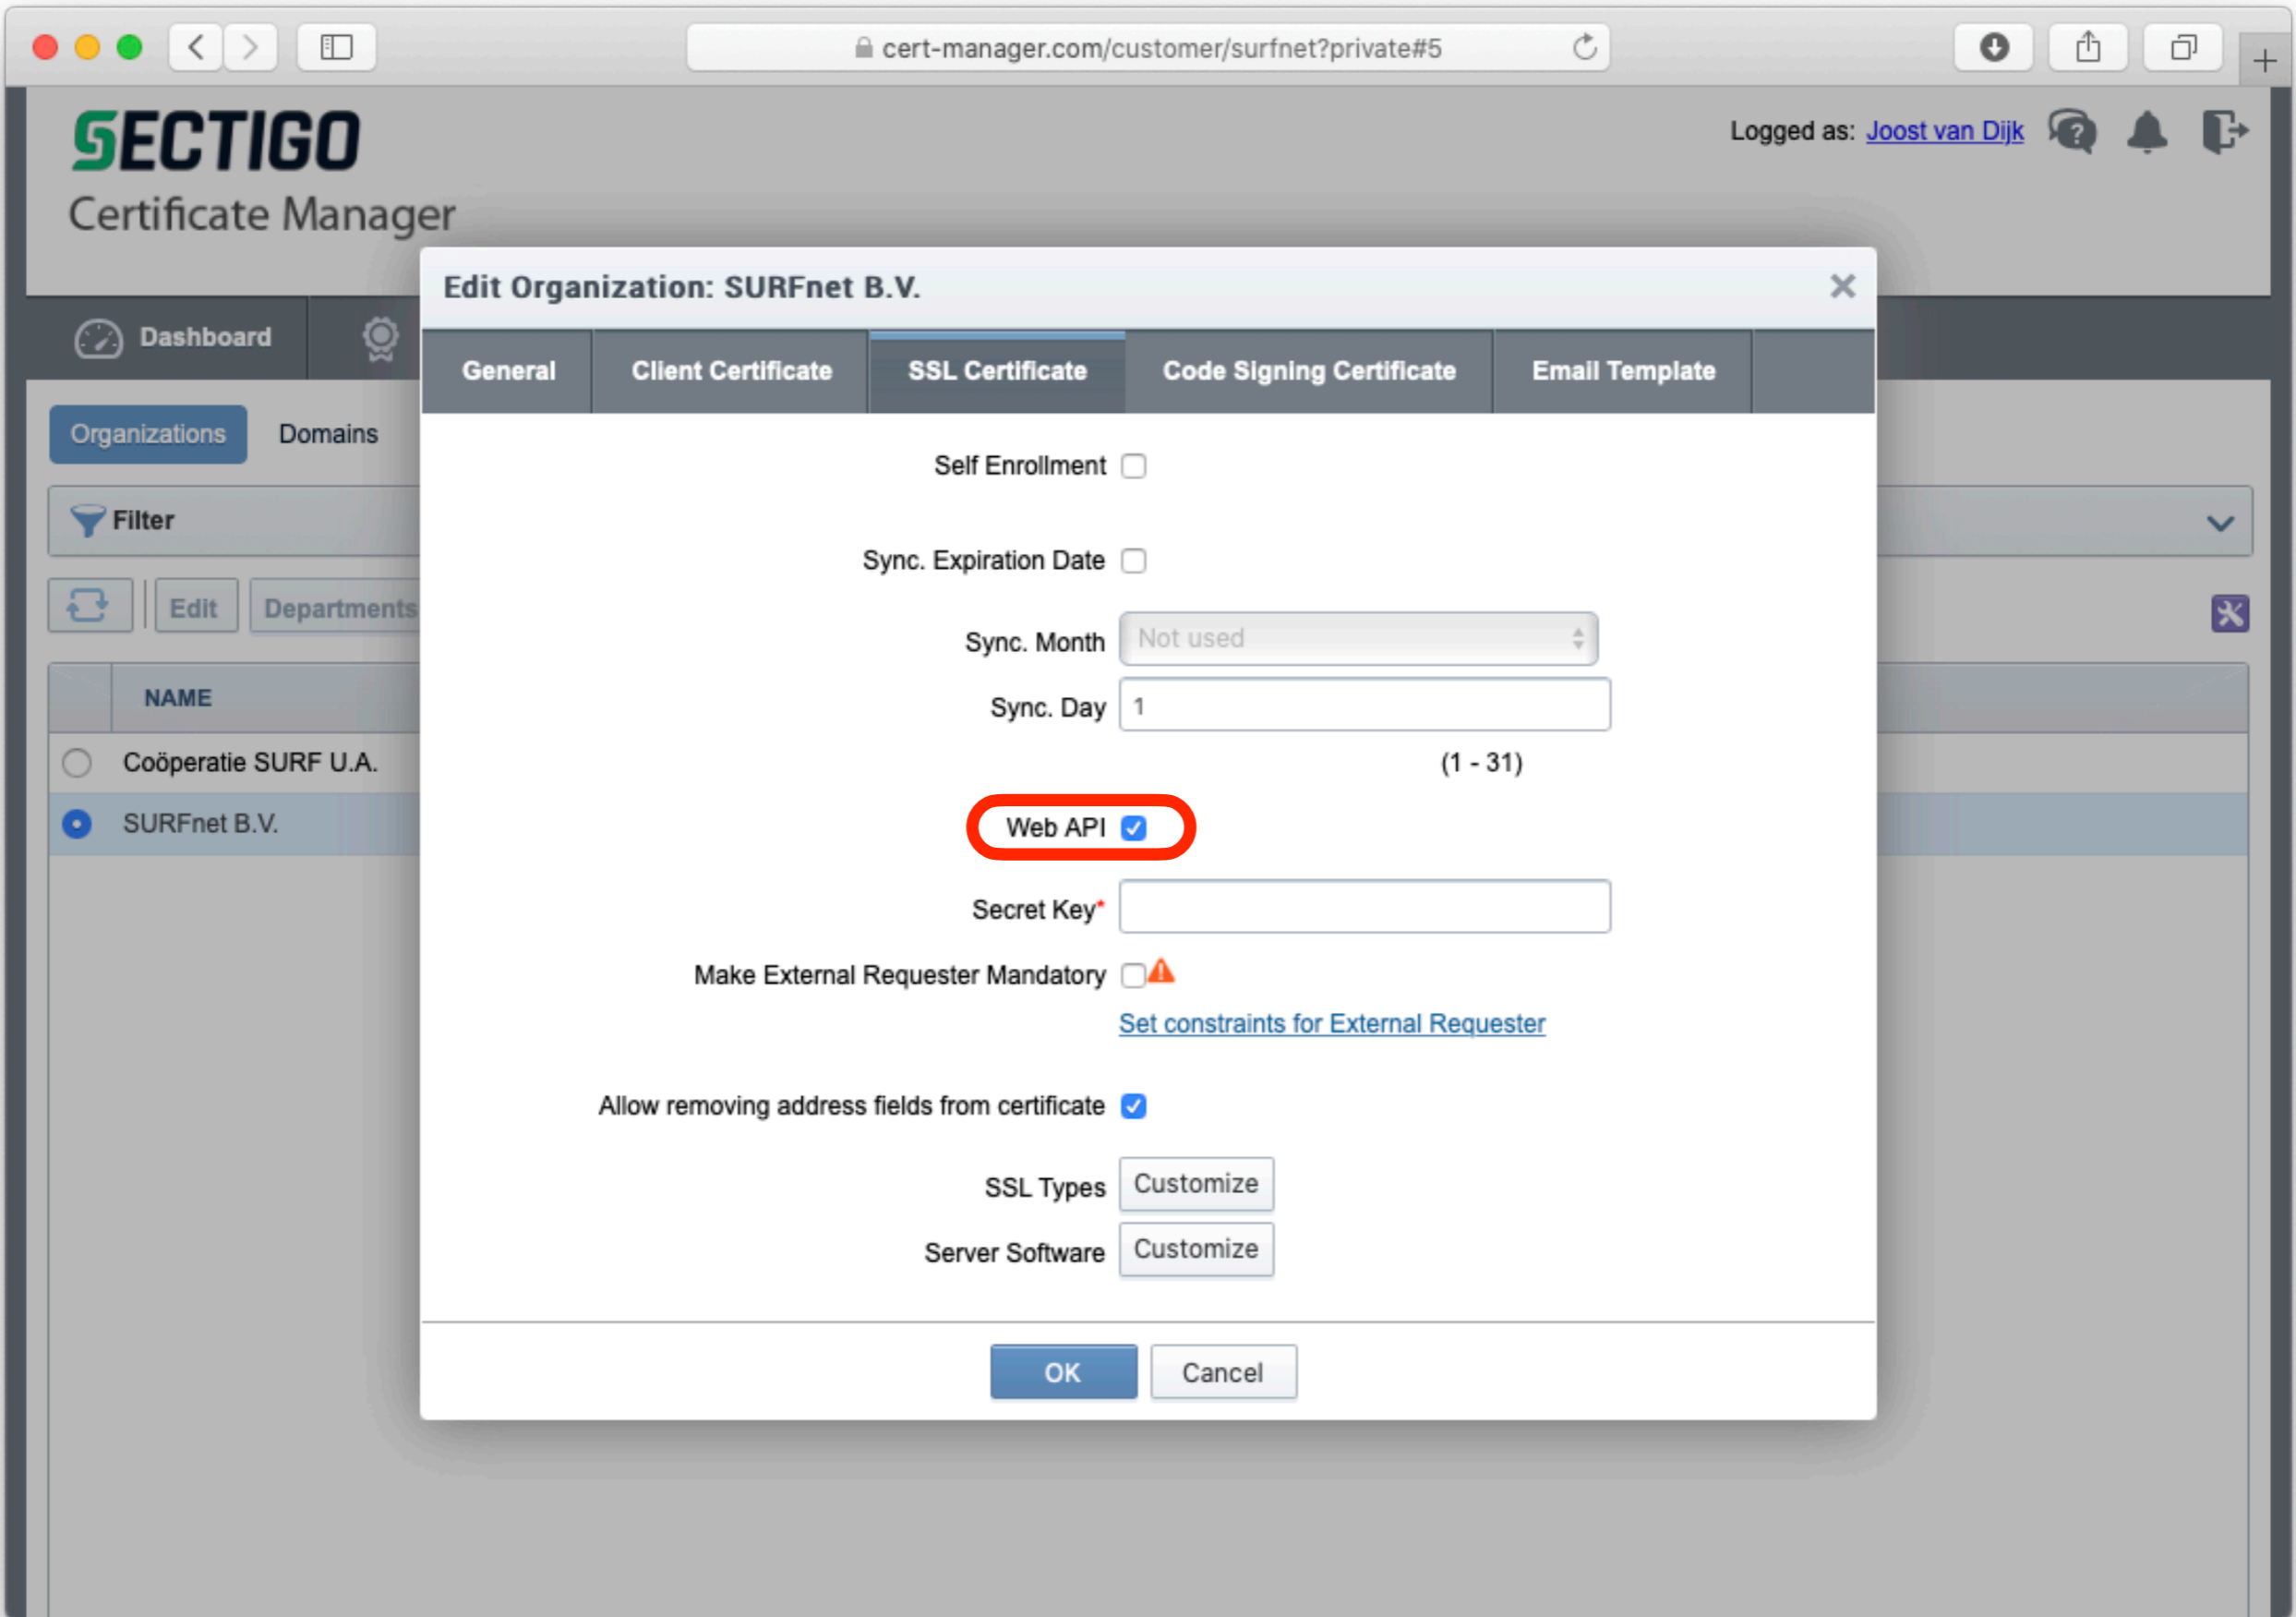 cert-manager.com/customer/surfnet?private#5
SECTIGO
Certificate Manager
Logged as: Joost van Dijk
Edit Organization: SURFnet B.V.
Dashboard
General
Client Certificate
SSL Certificate
Code Signing Certificate
Email Template
Organizations
Domains
Filter
Edit
Departments
NAME
Coöperatie SURF U.A.
SURFnet B.V.
Self Enrollment
Sync. Expiration Date
Sync. Month Not used
Sync. Day 1
(1 - 31)
Web API
Secret Key*
Make External Requester Mandatory
Set constraints for External Requester
Allow removing address fields from certificate
SSL Types Customize
Server Software Customize
OK Cancel